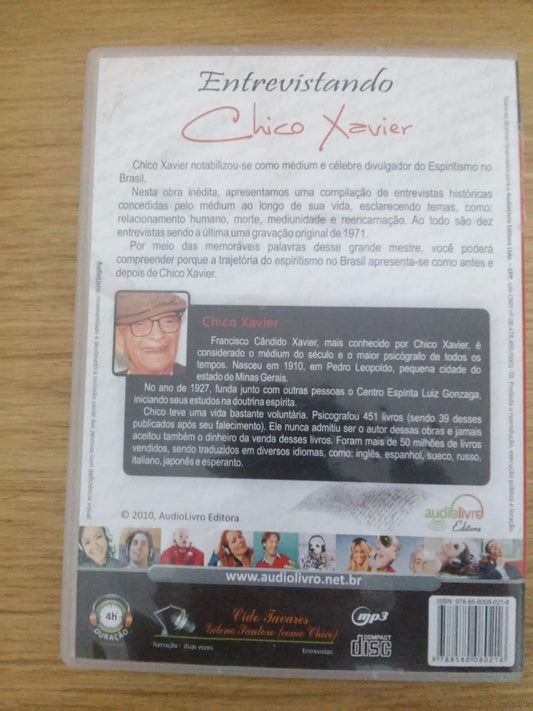 Entrevistando
Chico Xavier
Chico Xavier notabilizou-se como médium e célebre divulgador do Espiritismo no
Brasil.
Nesta obra inédita, apresentamos uma compilação de entrevistas históricas
concedidas pelo médium ao longo de sua vida, esclarecendo temas, como:
relacionamento humano, morte, mediunidade e reencarnação. Ao todo são dez
entrevistas sendo a última uma gravação original de 1971.
Por meio das memoráveis palavras desse grande mestre, você poderá
compreender porque a trajetória do espiritismo no Brasil apresenta-se como antes e
depois de Chico Xavier.
Chico Xavier
Francisco Cândido Xavier, mais conhecido por Chico Xavier, é
considerado o médium do século e o maior psicógrafo de todos os
tempos. Nasceu em 1910, em Pedro Leopoldo, pequena cidade do
estado de Minas Gerais.
No ano de 1927, funda junto com outras pessoas o Centro Espírita Luiz Gonzaga,
iniciando seus estudos na doutrina espírita.
Chico teve uma vida bastante voluntária. Psicografou 451 livros (sendo 39 desses
publicados após seu falecimento). Ele nunca admitiu ser o autor dessas obras e jamais
aceitou também o dinheiro da venda desses livros. Foram mais de 50 milhões de livros
vendidos, sendo traduzidos em diversos idiomas, como: inglês, espanhol, sueco, russo,
italiano, japonês e esperanto.
© 2010, AudioLivro Editora
audiolivro
Editora
www.audiolivro.net.br
4h
DURAÇÃO
Cido Tavares
Narração - duas vozes
Entrevistas
mp3
COMPACT
disc
ISBN: 978-85-8008-021-6
9 788580 080216